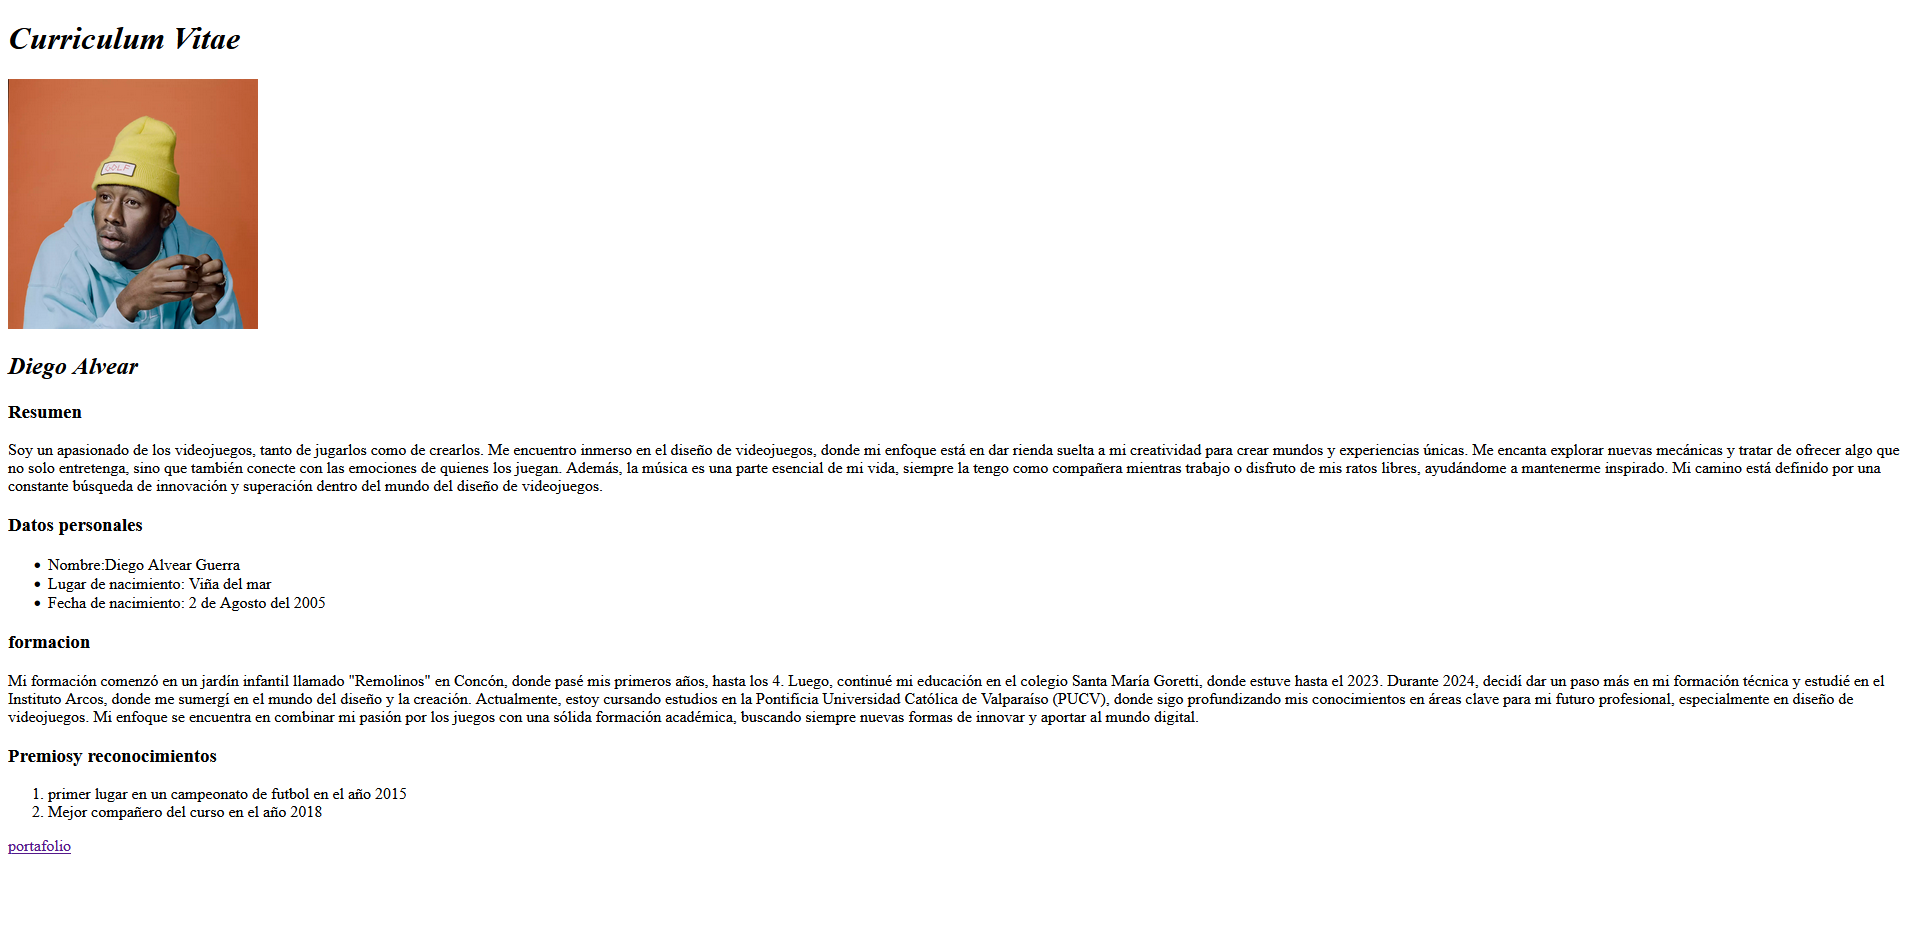 Curriculum Vitae
GOLF
Diego Alvear
Resumen
Soy un apasionado de los videojuegos, tanto de jugarlos como de crearlos. Me encuentro inmerso en el diseño de videojuegos, donde mi enfoque está en dar rienda suelta a mi creatividad para crear mundos y experiencias únicas. Me encanta explorar nuevas mecánicas y tratar de ofrecer algo que
no solo entretenga, sino que también conecte con las emociones de quienes los juegan. Además, la música es una parte esencial de mi vida, siempre la tengo como compañera mientras trabajo o disfruto de mis ratos libres, ayudándome a mantenerme inspirado. Mi camino está definido por una
constante búsqueda de innovación y superación dentro del mundo del diseño de videojuegos.
Datos personales
• Nombre:Diego Alvear Guerra
• Lugar de nacimiento: Viña del mar
• Fecha de nacimiento: 2 de Agosto del 2005
formacion
Mi formación comenzó en un jardín infantil llamado "Remolinos" en Concón, donde pasé mis primeros años, hasta los 4. Luego, continué mi educación en el colegio Santa María Goretti, donde estuve hasta el 2023. Durante 2024, decidí dar un paso más en mi formación técnica y estudié en el
Instituto Arcos, donde me sumergí en el mundo del diseño y la creación. Actualmente, estoy cursando estudios en la Pontificia Universidad Católica de Valparaíso (PUCV), donde sigo profundizando mis conocimientos en áreas clave para mi futuro profesional, especialmente en diseño de
videojuegos. Mi enfoque se encuentra en combinar mi pasión por los juegos con una sólida formación académica, buscando siempre nuevas formas de innovar y aportar al mundo digital.
Premiosy reconocimientos
1. primer lugar en un campeonato de futbol en el año 2015
2. Mejor compañero del curso en el año 2018
portafolio